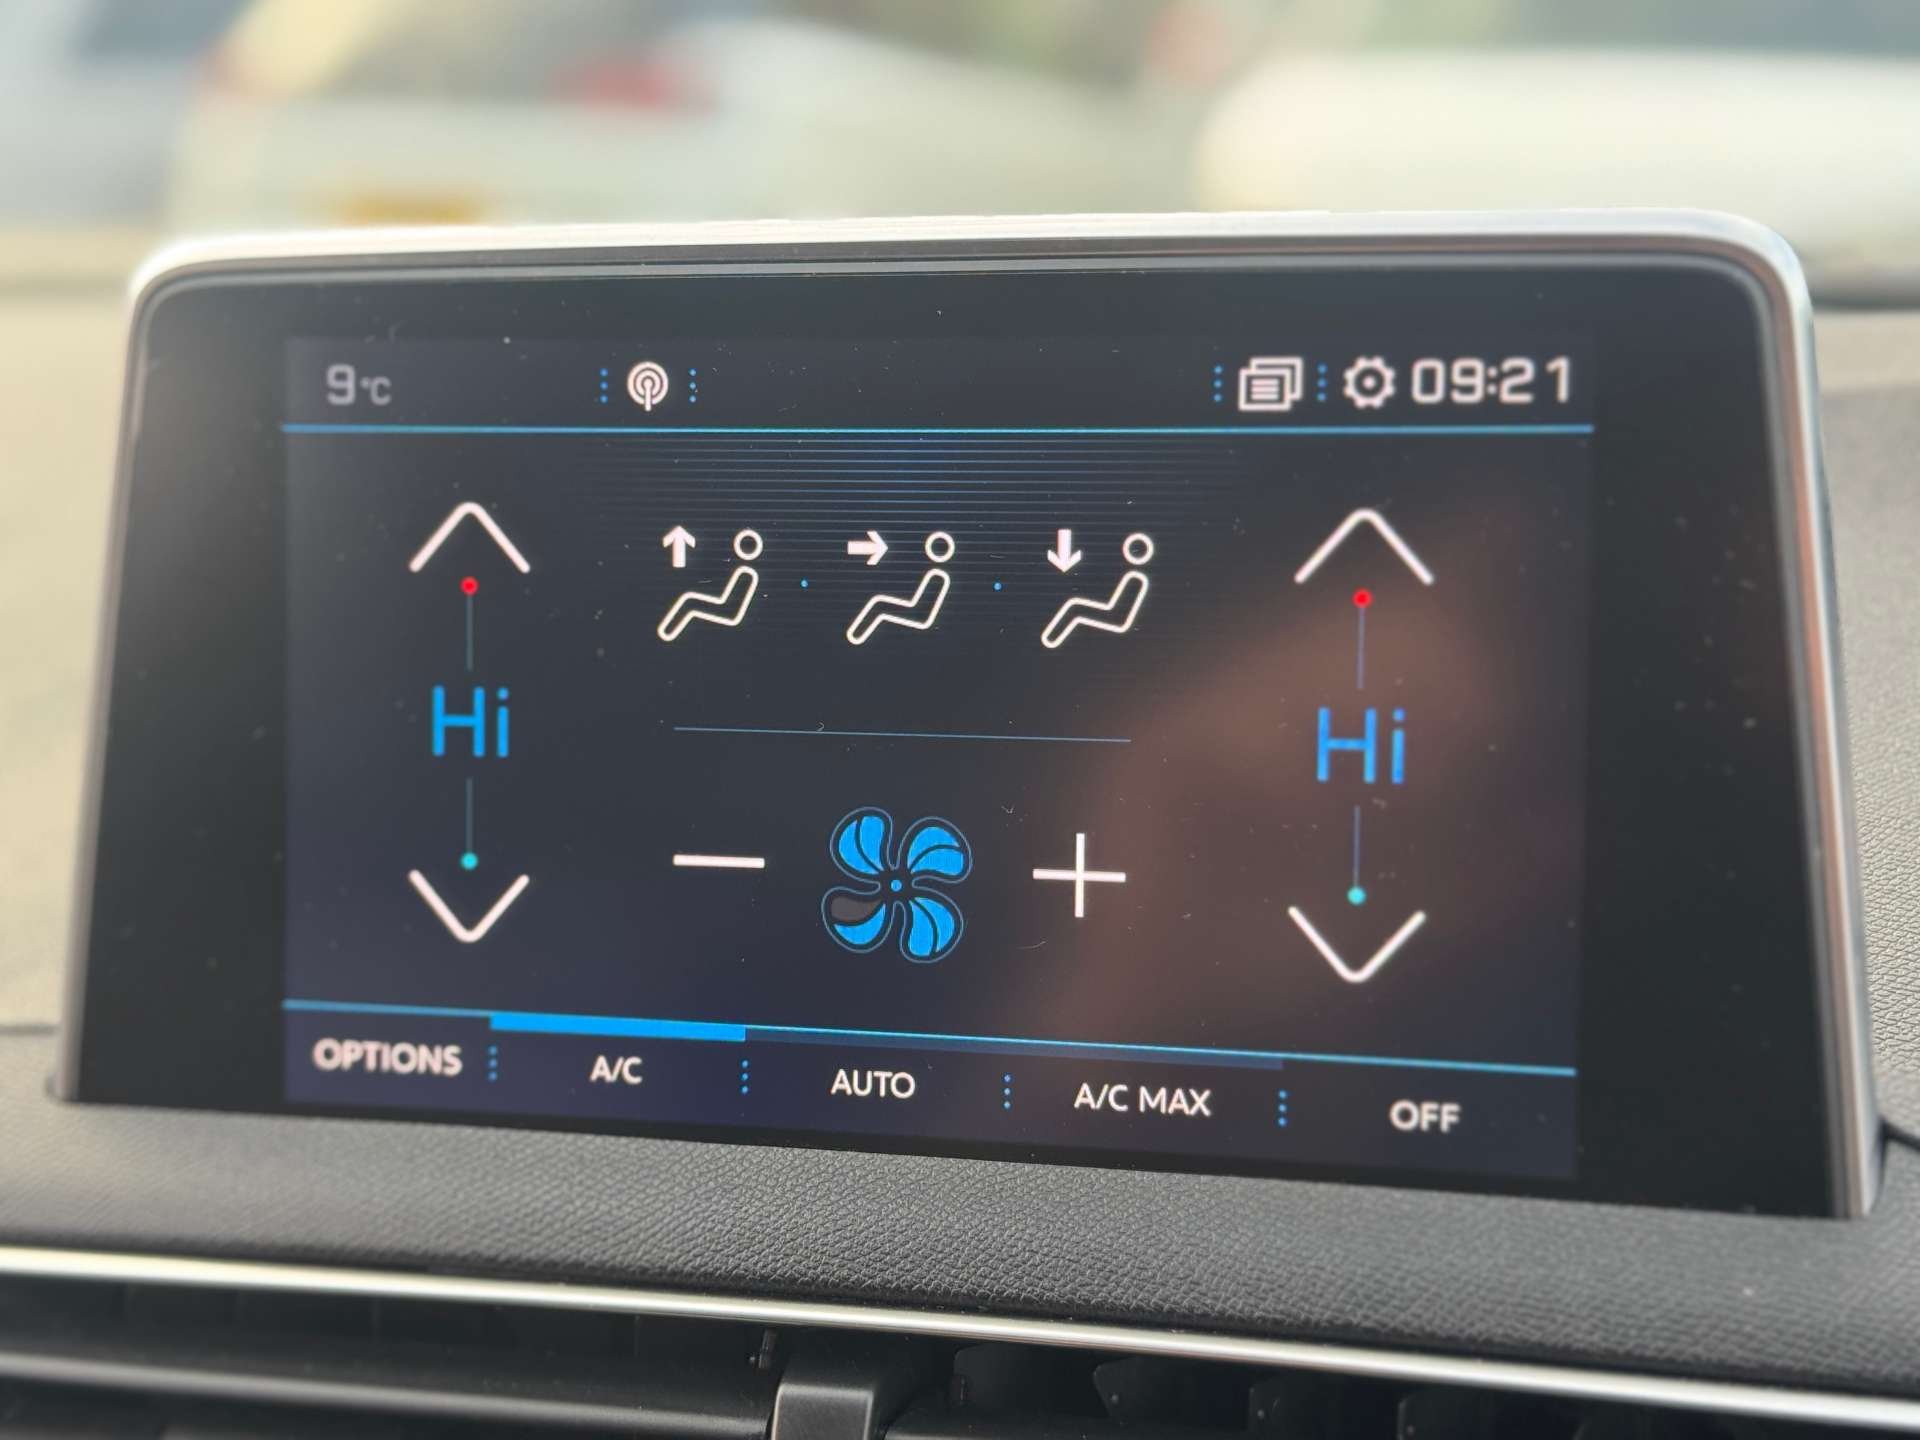 9°C
09:21
Hi
Hi
OPTIONS
A/C
AUTO
A/C MAX
OFF